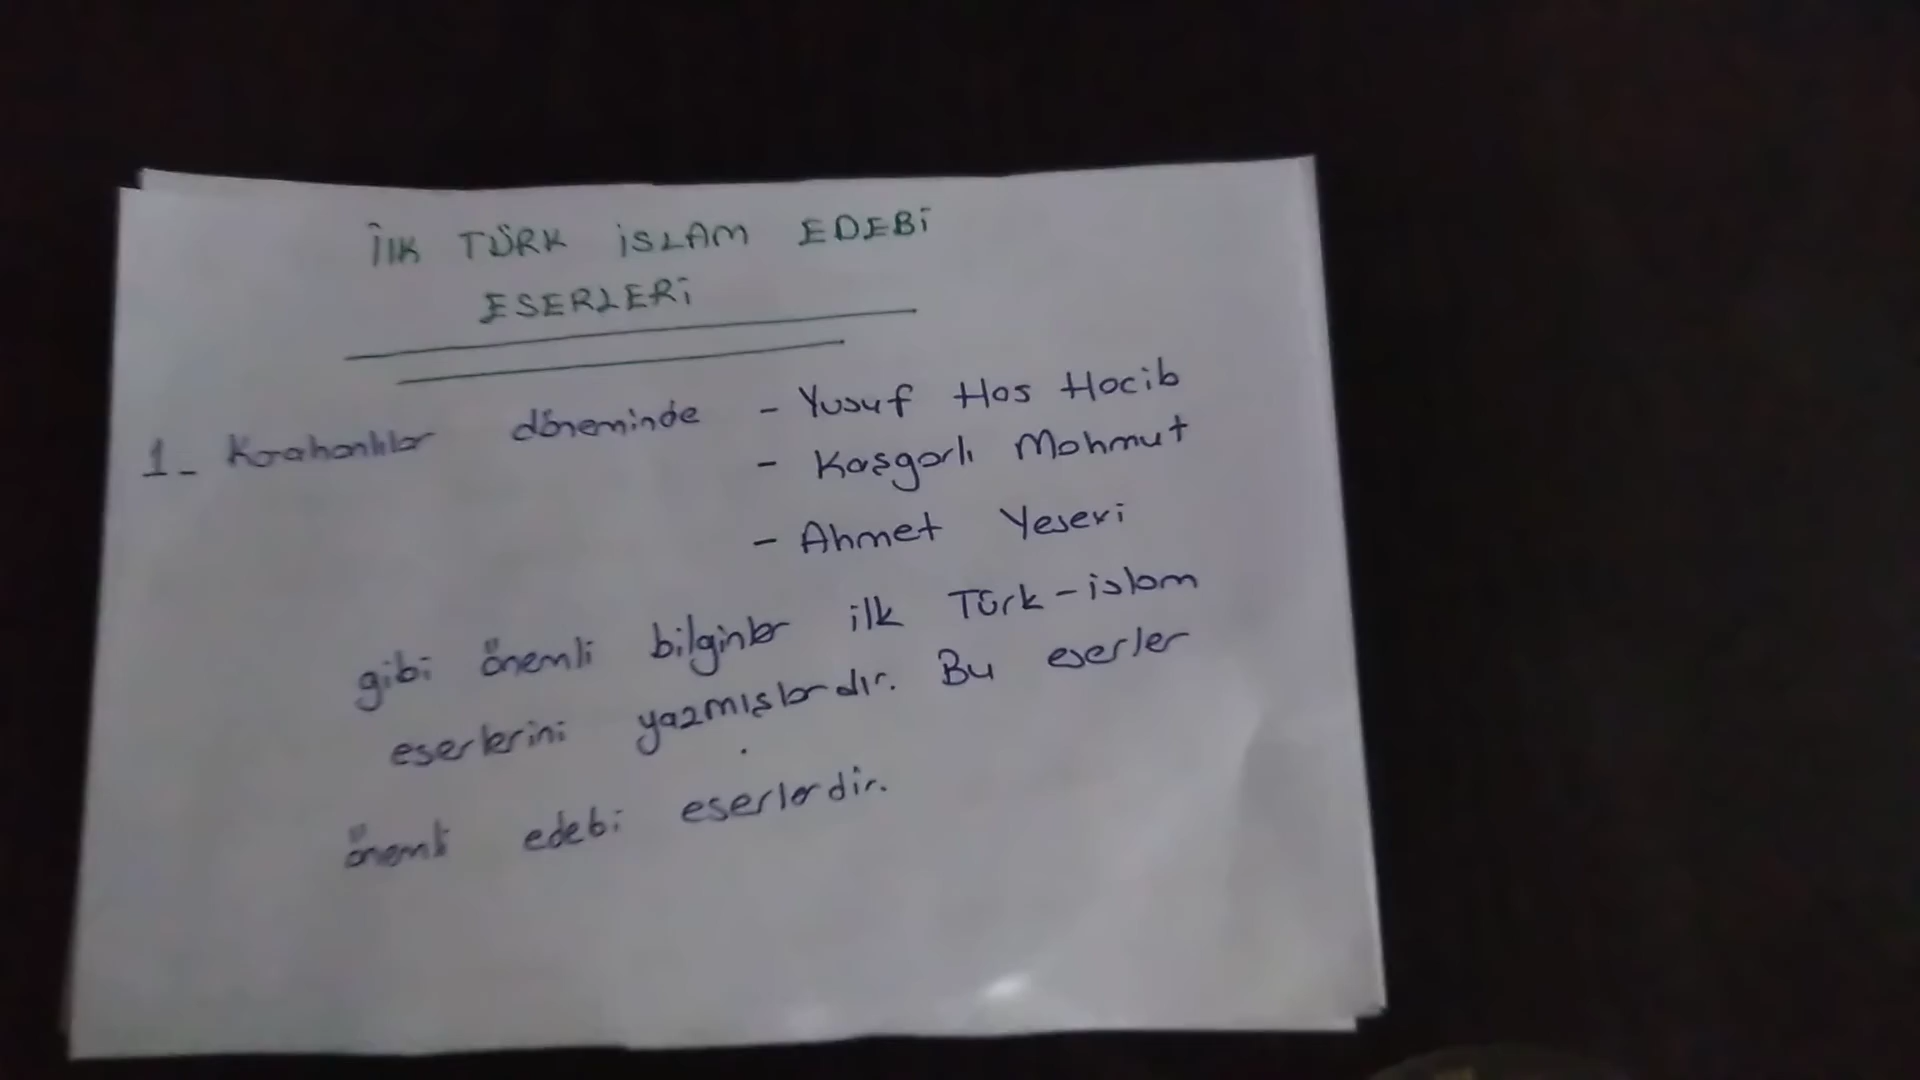 İlk TÜRK İSLAM EDEBİ
ESERLERİ
1- Karahanlılar döneminde - Yusuf Has Hacib
- Kaşgarlı Mahmut
- Ahmet Yesevi
gibi önemli bilginler ilk Türk-islam
eserlerini yazmışlardır. Bu eserler
önemli edebi eserlerdir.